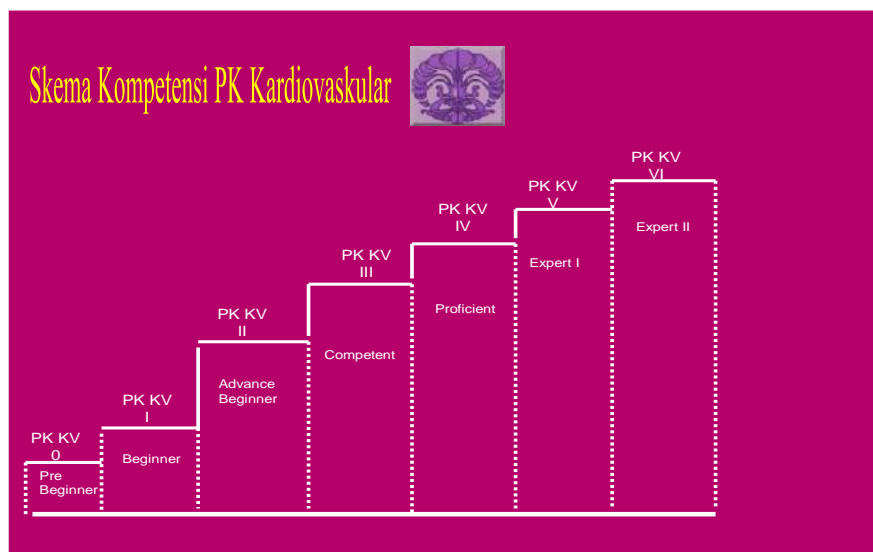 Skema Kompetensi PK Kardiovaskular
PK KV
VI
PK KV
V
Expert II
PK KV
IV
Expert I
PK KV
III
Proficient
PK KV
II
Competent
Advance
Beginner
PK KV
I
PK KV
0
Beginner
Pre
Beginner